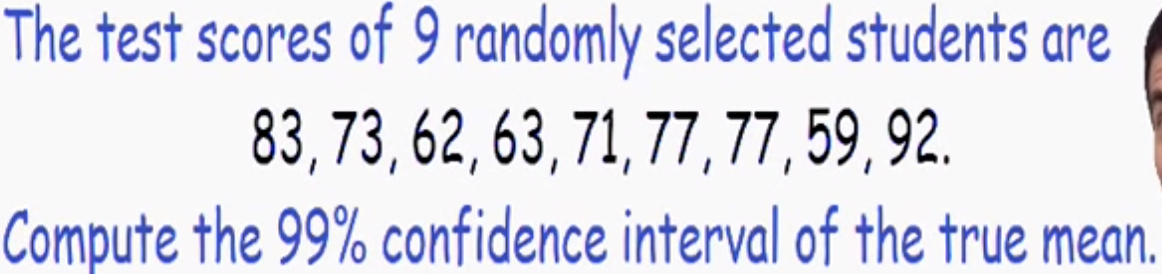 The test scores of 9 randomly selected students are
83, 73, 62, 63, 71, 77, 77, 59, 92.
Compute the 99% confidence interval of the true mean.